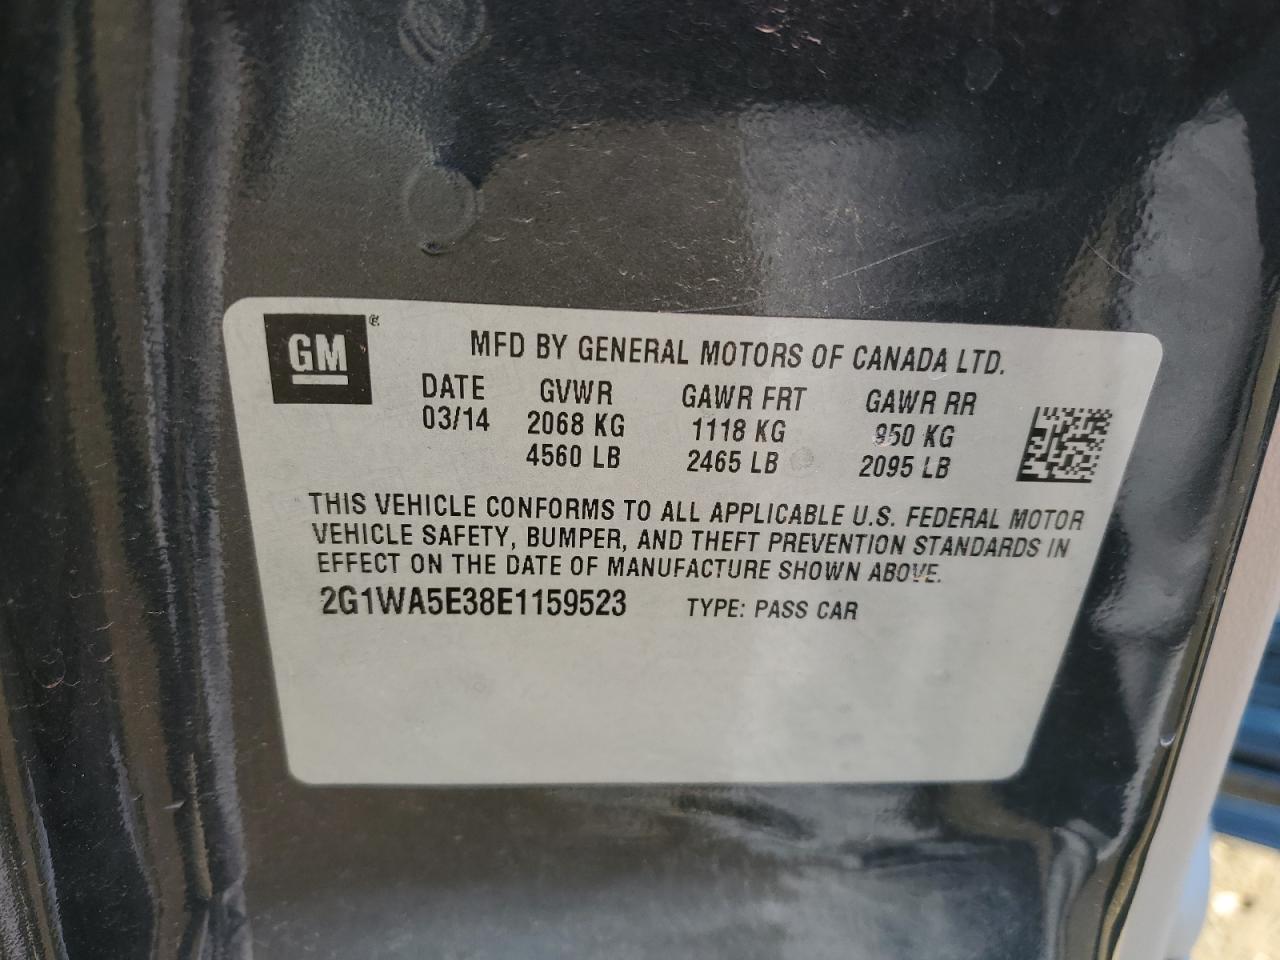 GM ®
MFD BY GENERAL MOTORS OF CANADA LTD.
DATE GVWR GAWR FRT GAWR RR
03/14 2068 KG 1118 KG 950 KG
4560 LB 2465 LB 2095 LB
THIS VEHICLE CONFORMS TO ALL APPLICABLE U.S. FEDERAL MOTOR
VEHICLE SAFETY, BUMPER, AND THEFT PREVENTION STANDARDS IN
EFFECT ON THE DATE OF MANUFACTURE SHOWN ABOVE.
2G1WA5E38E1159523 TYPE: PASS CAR